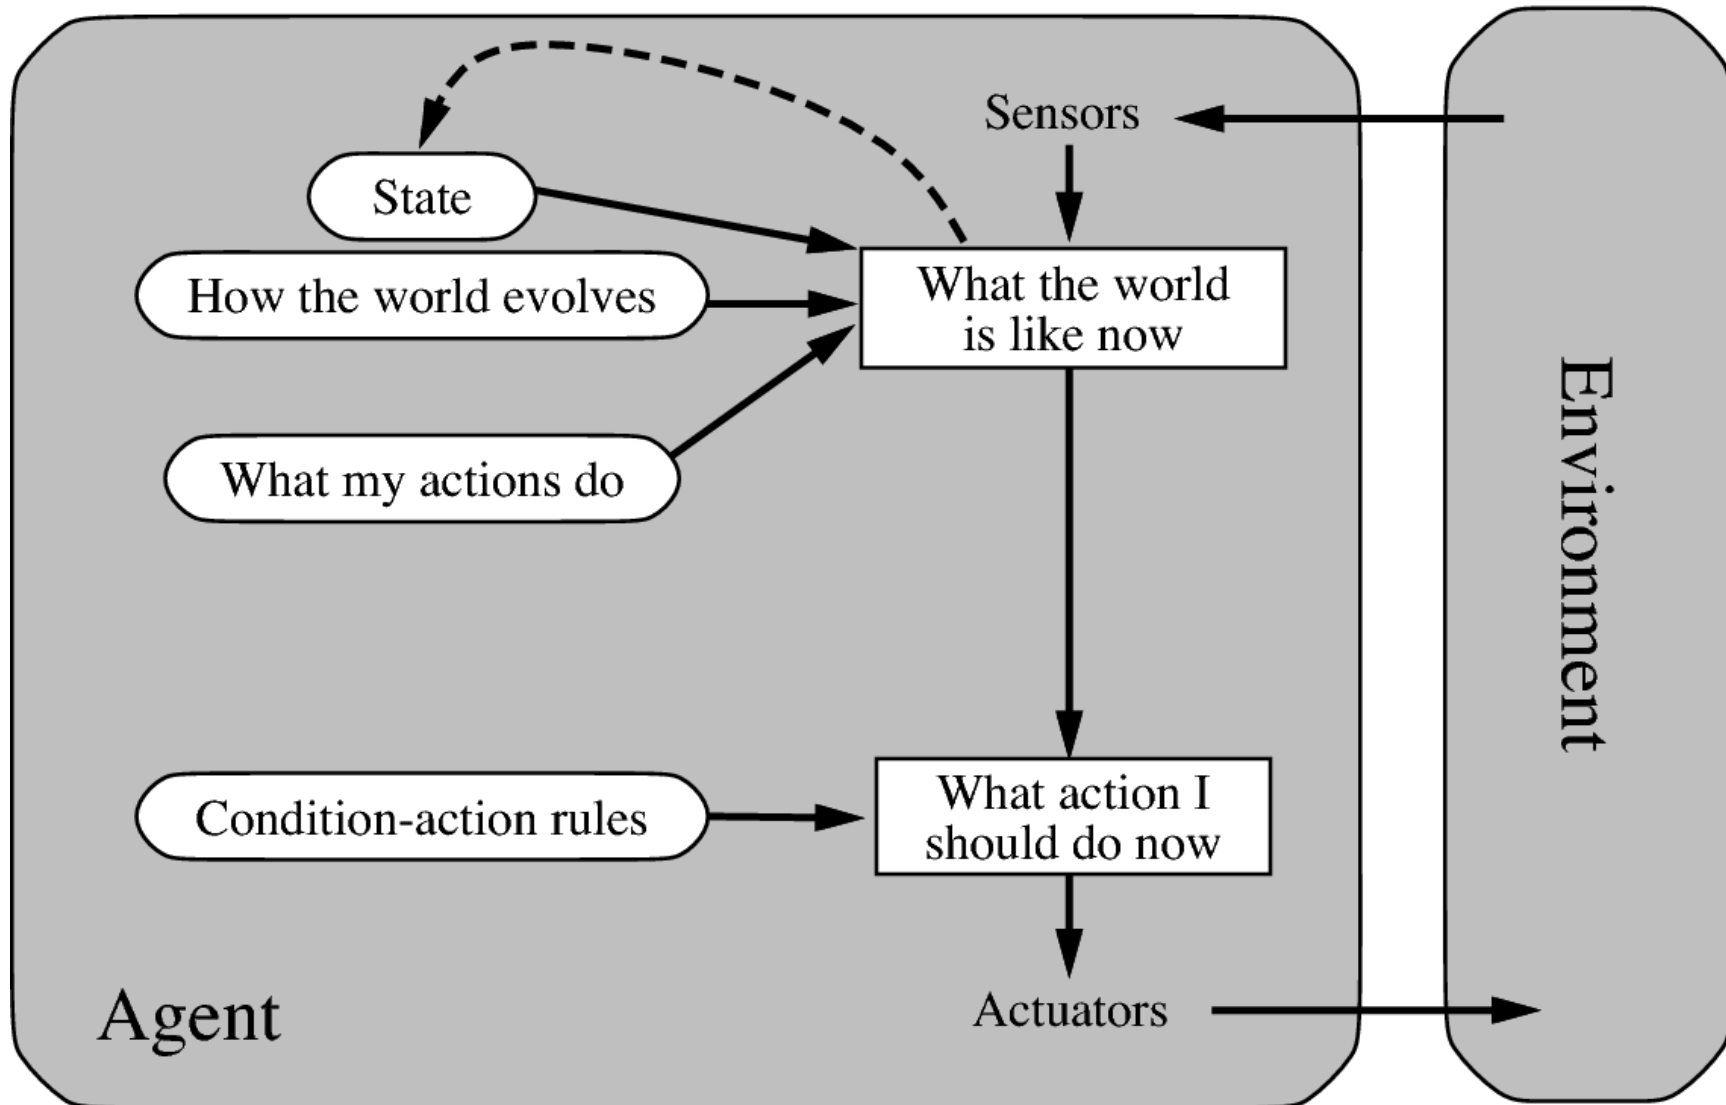 Sensors
State
What the world
is like now
How the world evolves
What my actions do
Environment
Condition-action rules
What action I
should do now
Agent
Actuators